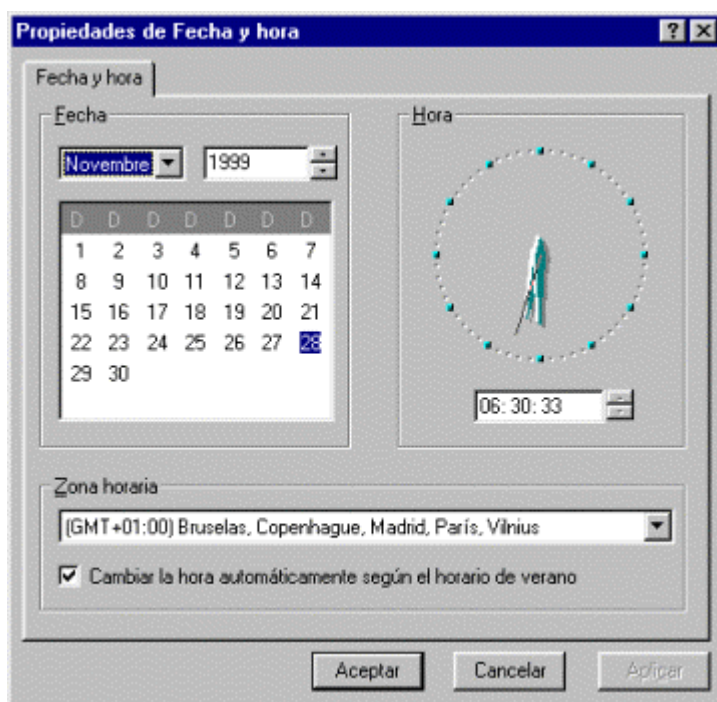 Propiedades de Fecha y hora
Fecha y hora
Fecha
Novembre 1999
D D D D D D D
1 2 3 4 5 6 7
8 9 10 11 12 13 14
15 16 17 18 19 20 21
22 23 24 25 26 27 28
29 30
Hora
06:30:33
Zona horaria
(GMT+01:00) Bruselas, Copenhague, Madrid, París, Vilnius
Cambiar la hora automáticamente según el horario de verano
Aceptar Cancelar Aplicar